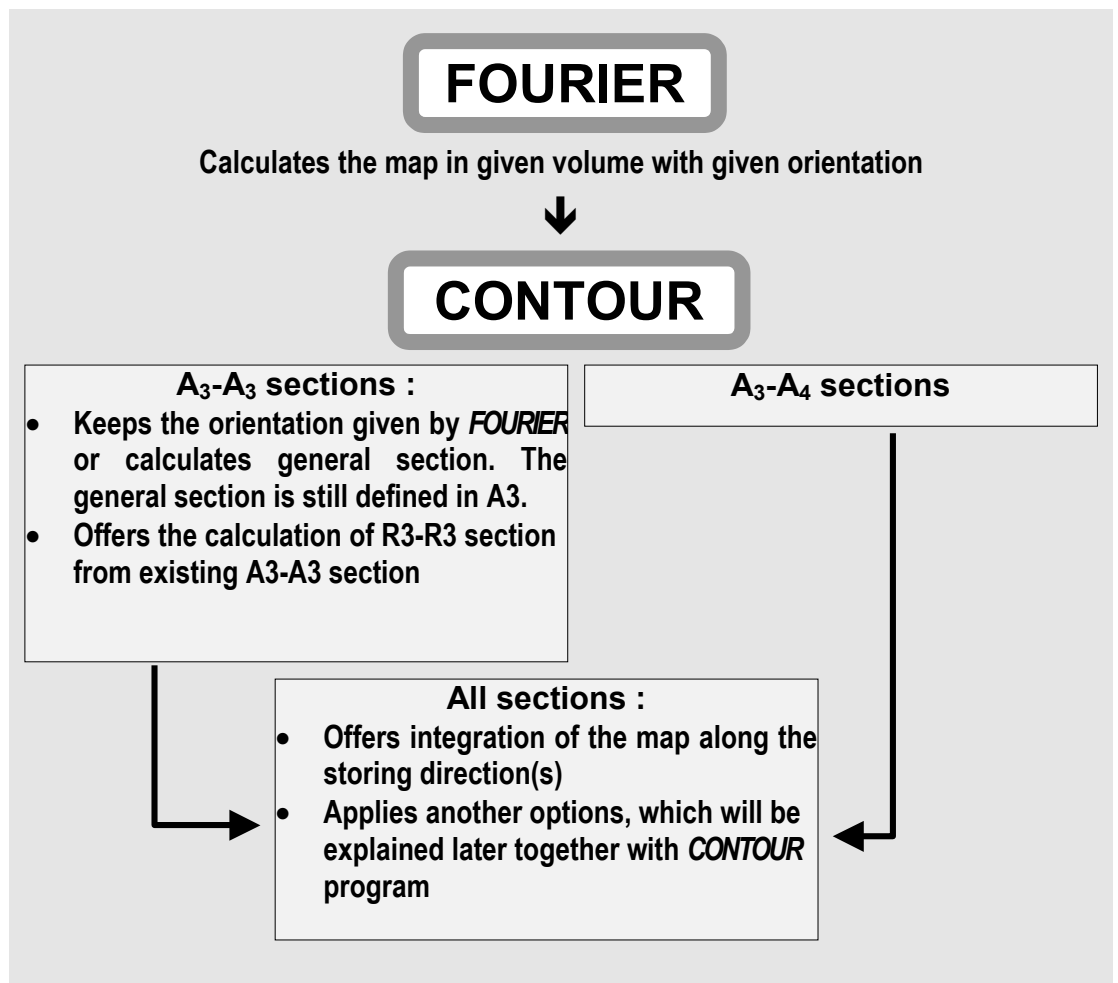 FOURIER
Calculates the map in given volume with given orientation
CONTOUR
A3-A3 sections :
• Keeps the orientation given by FOURIER
or calculates general section. The
general section is still defined in A3.
• Offers the calculation of R3-R3 section
from existing A3-A3 section
A3-A4 sections
All sections :
• Offers integration of the map along the
storing direction(s)
• Applies another options, which will be
explained later together with CONTOUR
program